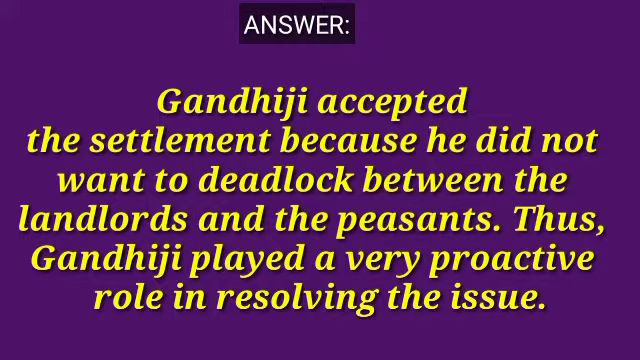 ANSWER:
Gandhiji accepted
the settlement because he did not
want to deadlock between the
landlords and the peasants. Thus,
Gandhiji played a very proactive
role in resolving the issue.